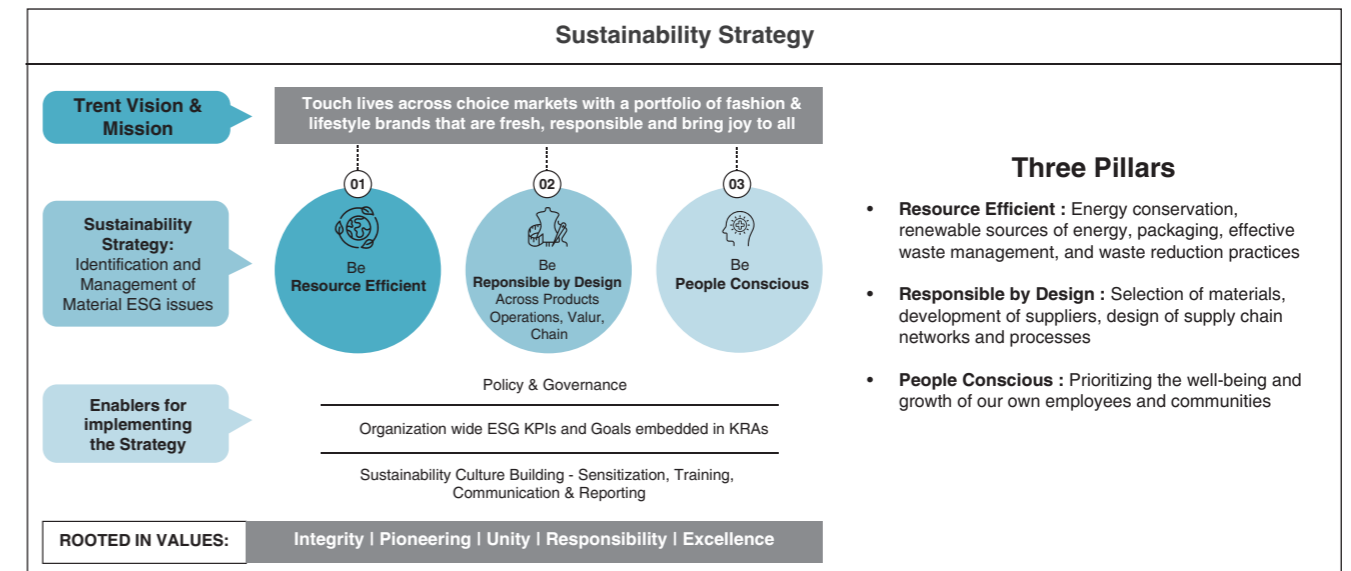 Sustainability Strategy
Trent Vision &
Mission
Touch lives across choice markets with a portfolio of fashion &
lifestyle brands that are fresh, responsible and bring joy to all
Sustainability
Strategy:
Identification and
Management of
Material ESG issues
01
Be
Resource Efficient
02
Be
Reponsible by Design
Across Products
Operations, Valur,
Chain
03
Be
People Conscious
Enablers for
implementing
the Strategy
Policy & Governance
Organization wide ESG KPIs and Goals embedded in KRAs
Sustainability Culture Building - Sensitization, Training,
Communication & Reporting
ROOTED IN VALUES:
Integrity | Pioneering | Unity | Responsibility | Excellence
Three Pillars
• Resource Efficient : Energy conservation,
renewable sources of energy, packaging, effective
waste management, and waste reduction practices
• Responsible by Design : Selection of materials,
development of suppliers, design of supply chain
networks and processes
• People Conscious : Prioritizing the well-being and
growth of our own employees and communities